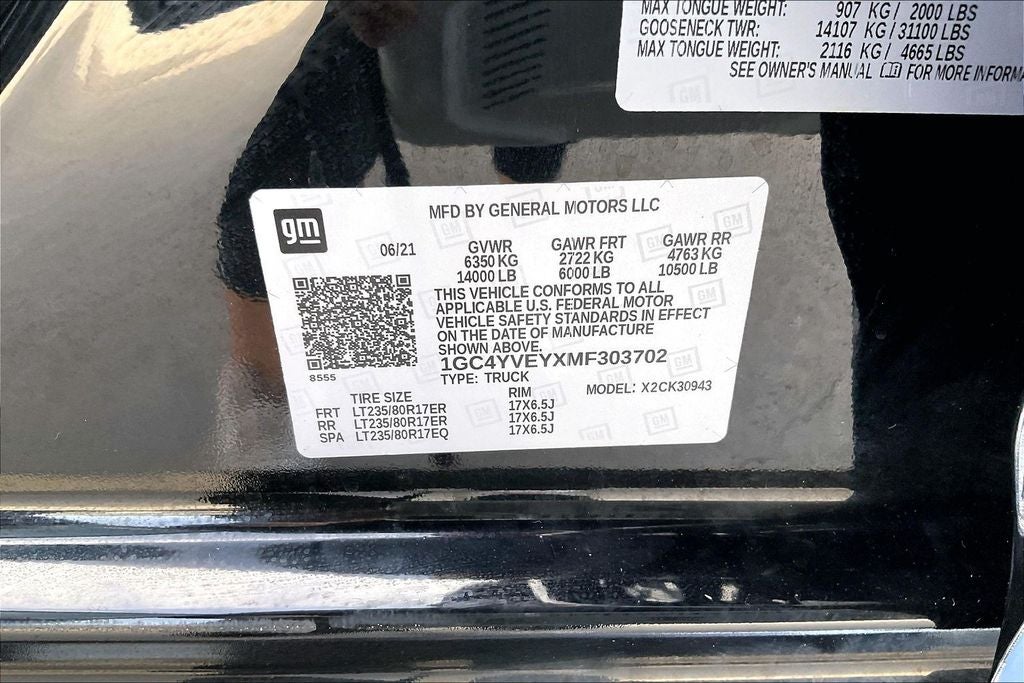 MAX TONGUE WEIGHT: 907 KG / 2000 LBS
GOOSENECK TWR: 14107 KG / 31100 LBS
MAX TONGUE WEIGHT: 2116 KG / 4665 LBS
SEE OWNER'S MANUAL FOR MORE INFORMA
gm
MFD BY GENERAL MOTORS LLC
06/21 GVWR GAWR FRT GAWR RR
6350 KG 2722 KG 4763 KG
14000 LB 6000 LB 10500 LB
THIS VEHICLE CONFORMS TO ALL
APPLICABLE U.S. FEDERAL MOTOR
VEHICLE SAFETY STANDARDS IN EFFECT
ON THE DATE OF MANUFACTURE
SHOWN ABOVE.
1GC4YVEYXMF303702
8555
TYPE: TRUCK MODEL: X2CK30943
TIRE SIZE RIM
FRT LT235/80R17ER 17X6.5J
RR LT235/80R17ER 17X6.5J
SPA LT235/80R17EQ 17X6.5J